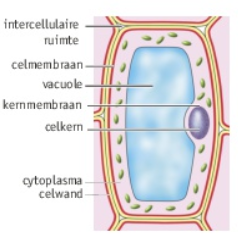 intercellulaire
ruimte
celmembraan
vacuole
kernmembraan
celkern
cytoplasma
celwand